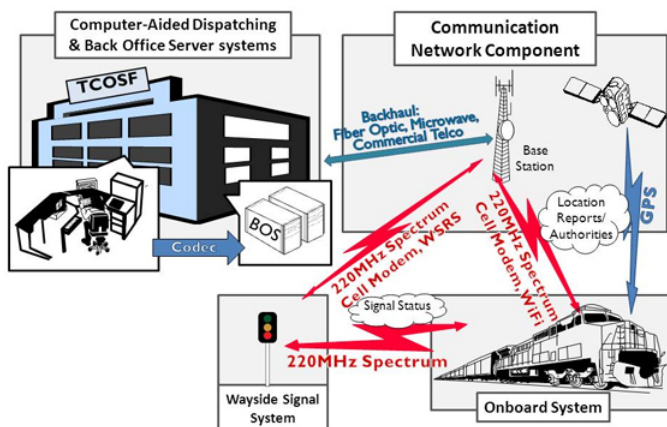 Computer-Aided Dispatching
& Back Office Server systems
TCOSF
Codec
BOS
Communication
Network Component
Backhaul:
Fiber Optic, Microwave,
Commercial Telco
Base
Station
GPS
Location
Reports/
Authorities
220MHz Spectrum
Cell Modem, WSRS
220MHz Spectrum
Cell Modem, WiFi
Signal Status
220MHz Spectrum
Wayside Signal
System
Onboard System